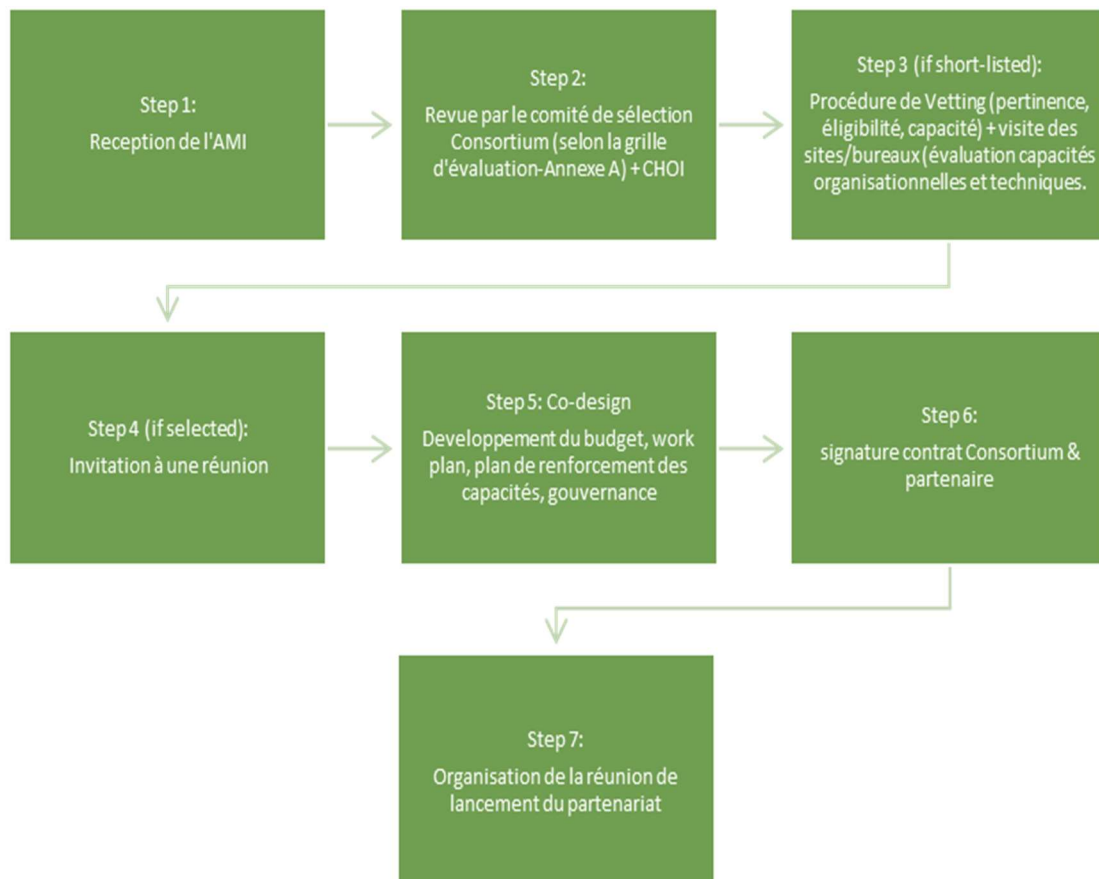 Step 1:
Reception de l'AMI
Step 2:
Revue par le comité de sélection
Consortium (selon la grille
d'évaluation-Annexe A) + CHOI
Step 3 (if short-listed):
Procédure de Vetting (pertinence,
éligibilité, capacité) + visite des
sites/bureaux (évaluation capacités
organisationnelles et techniques.
Step 4 (if selected):
Invitation à une réunion
Step 5: Co-design
Developpement du budget, work
plan, plan de renforcement des
capacités, gouvernance
Step 6:
signature contrat Consortium &
partenaire
Step 7:
Organisation de la réunion de
lancement du partenariat